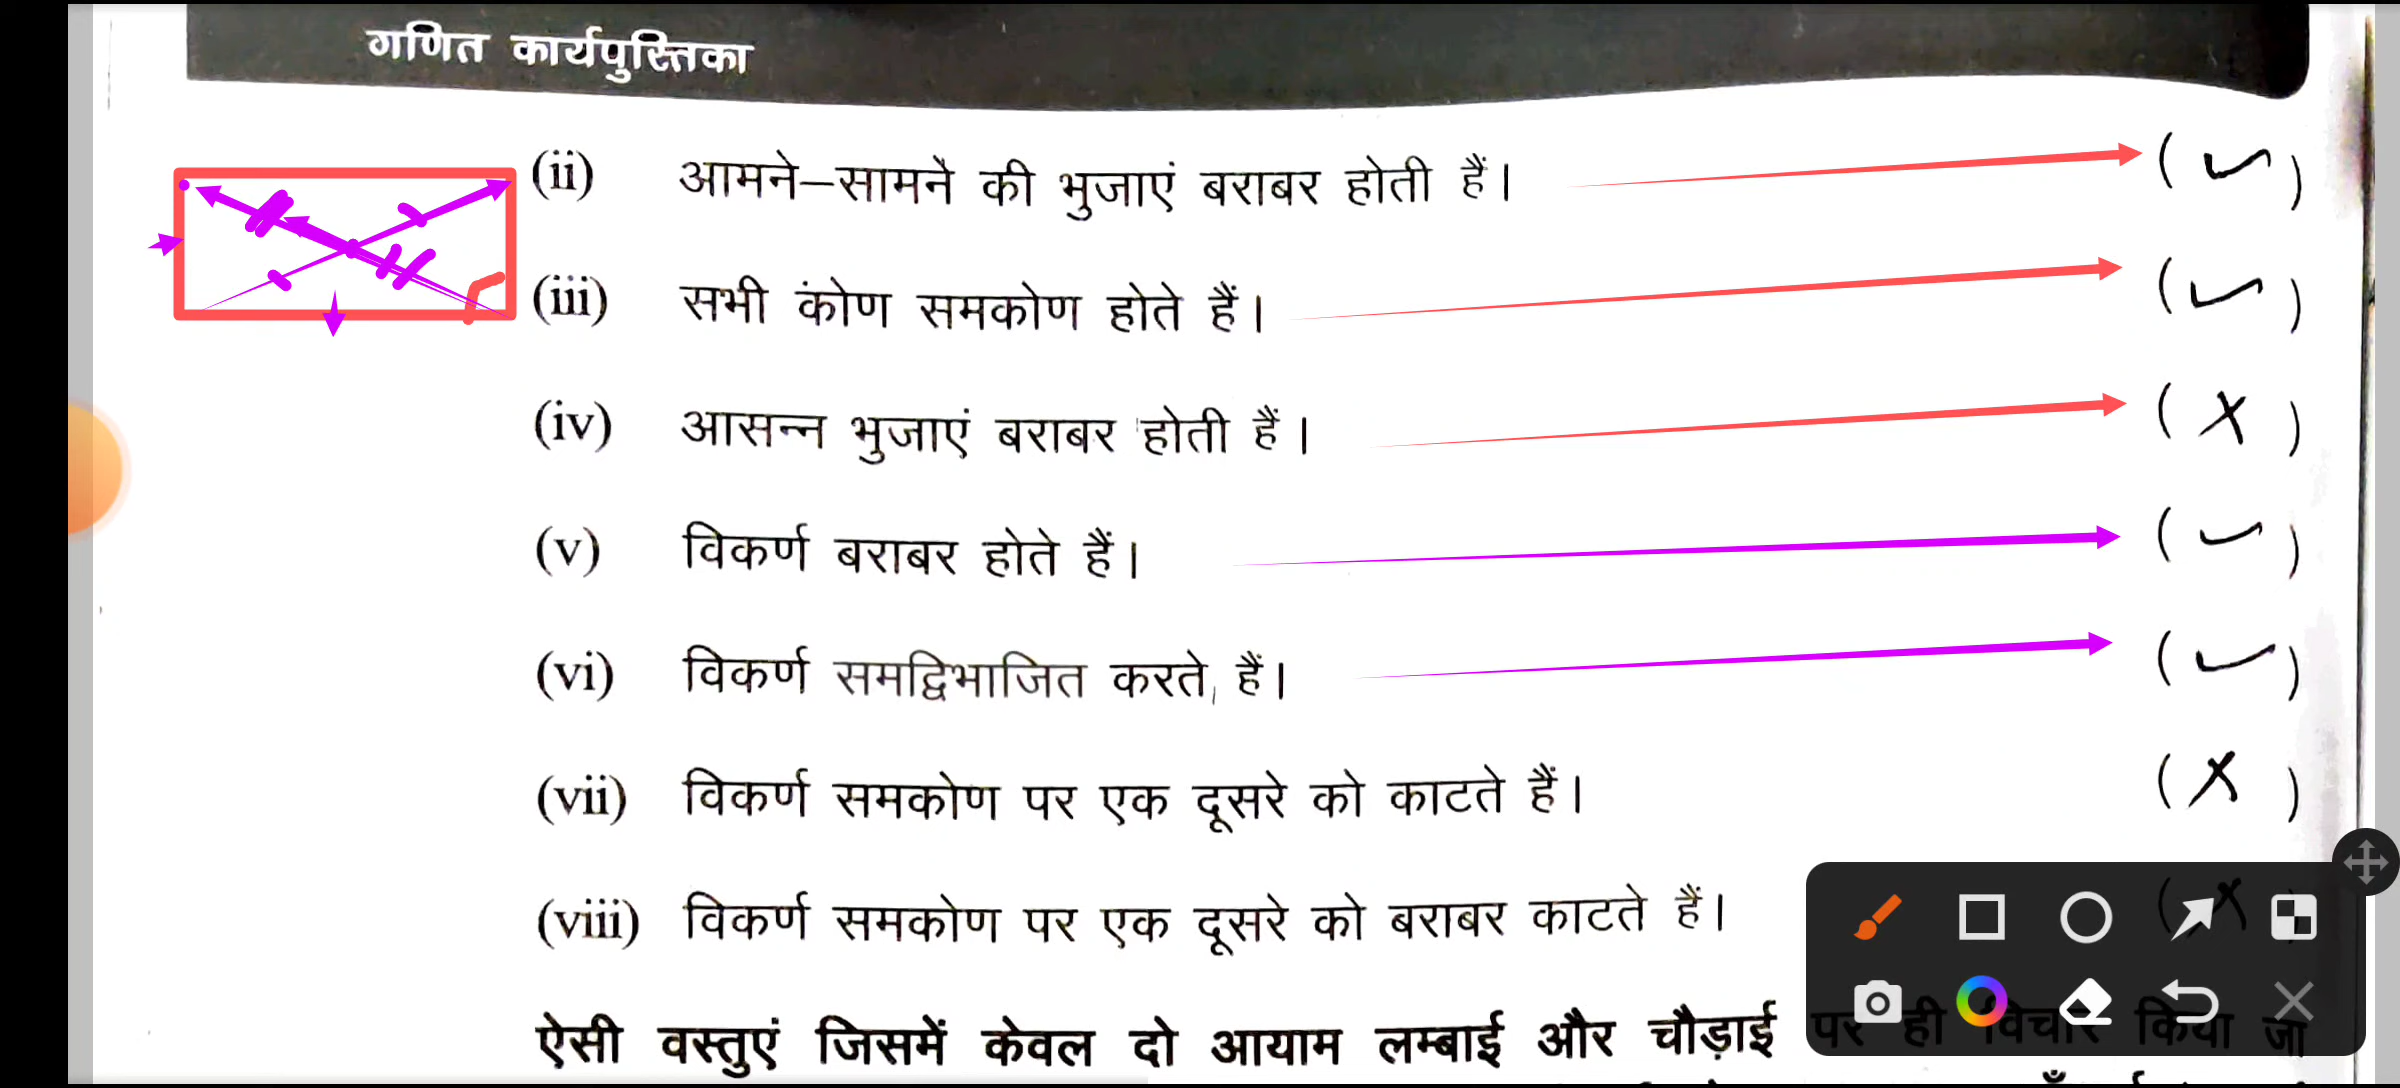 गणित कार्यपुस्तिका
(ii) आमने–सामने की भुजाएं बराबर होती हैं। (✓)
(iii) सभी कोण समकोण होते हैं। (✓)
(iv) आसन्न भुजाएं बराबर होती हैं। (✗)
(v) विकर्ण बराबर होते हैं। (✓)
(vi) विकर्ण समद्विभाजित करते हैं। (✓)
(vii) विकर्ण समकोण पर एक दूसरे को काटते हैं। (✗)
(viii) विकर्ण समकोण पर एक दूसरे को बराबर काटते हैं। (✗)
ऐसी वस्तुएं जिसमें केवल दो आयाम लम्बाई और चौड़ाई पर ही विचार किया जा